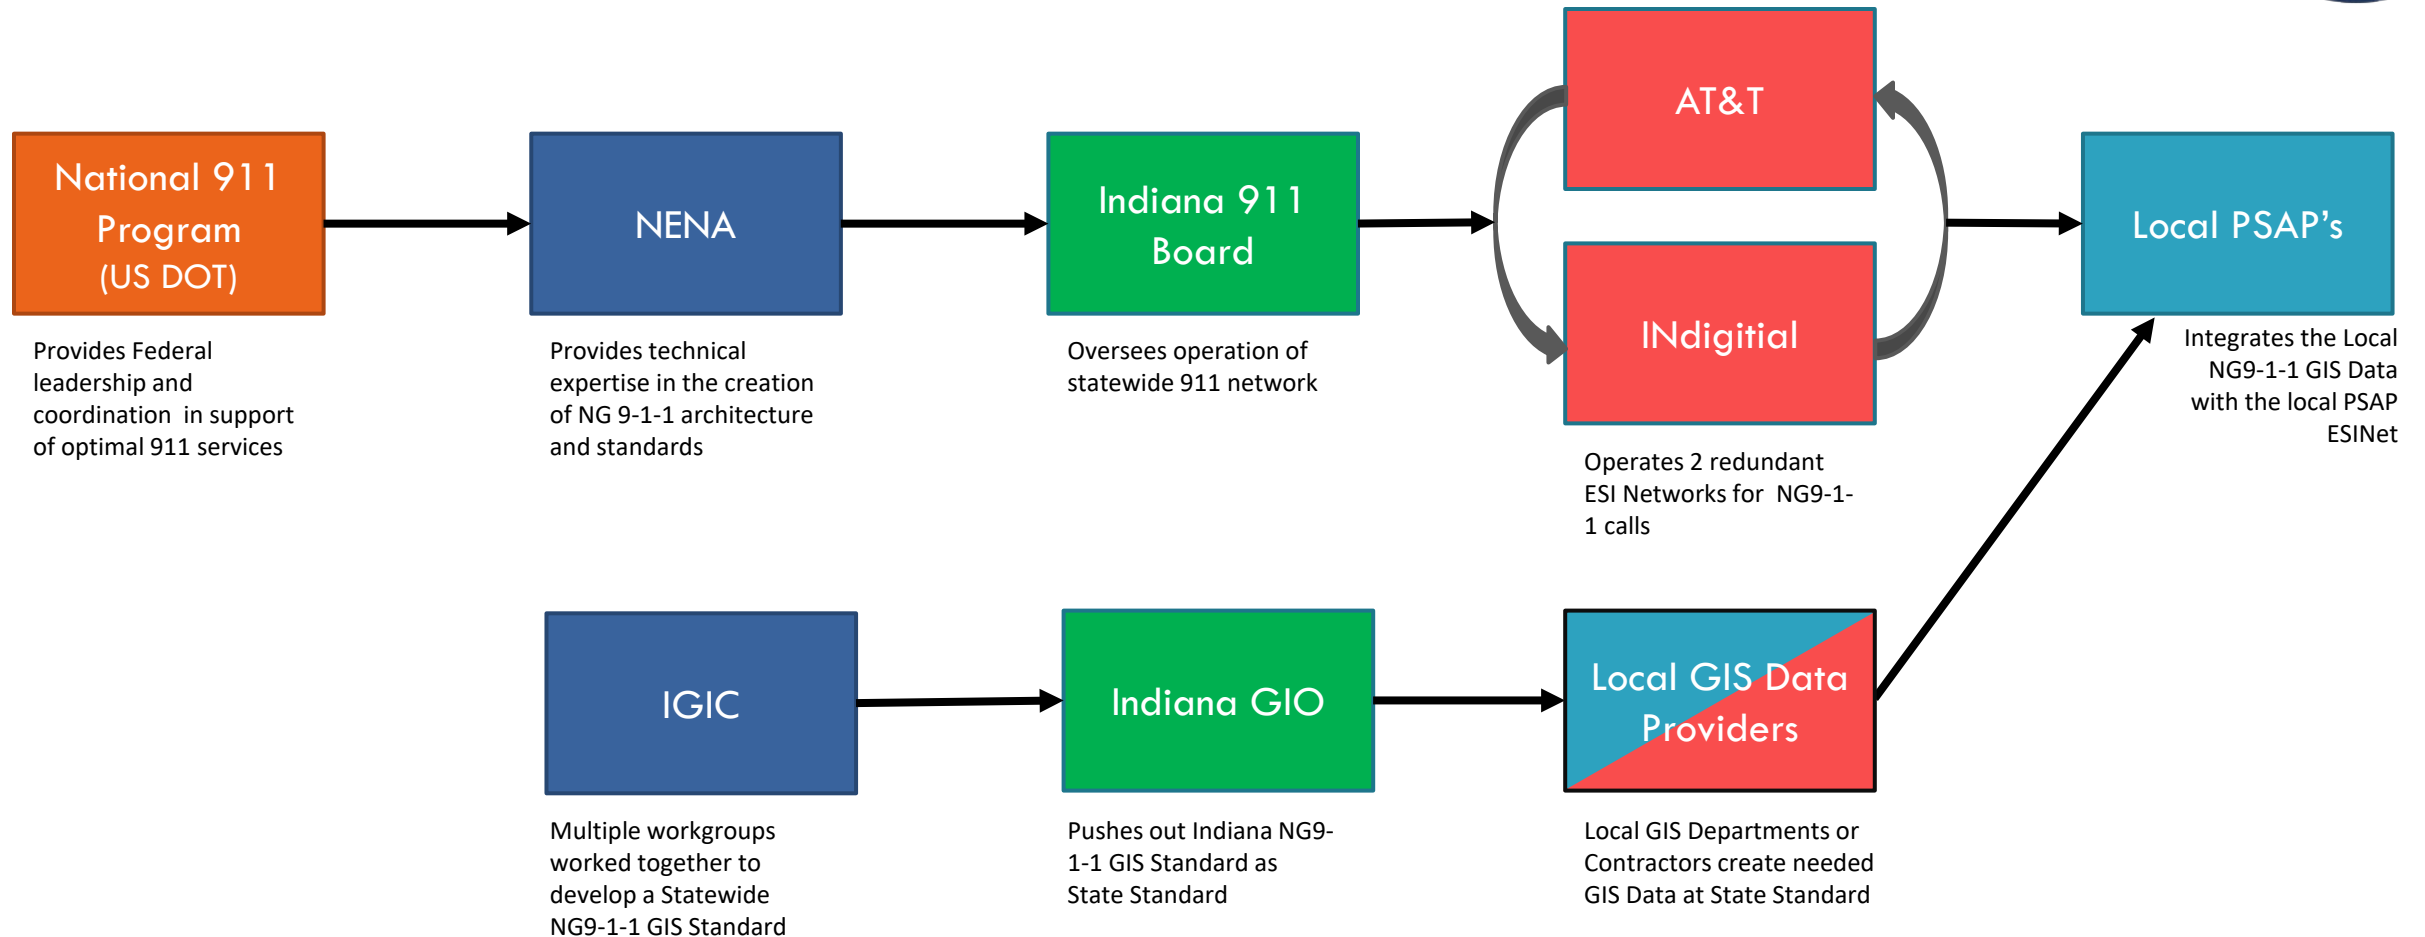 National 911
Program
(US DOT)
Provides Federal
leadership and
coordination in support
of optimal 911 services
NENA
Provides technical
expertise in the creation
of NG 9-1-1 architecture
and standards
Indiana 911
Board
Oversees operation of
statewide 911 network
AT&T
INdigitial
Operates 2 redundant
ESI Networks for NG9-1-
1 calls
Local PSAP’s
Integrates the Local
NG9-1-1 GIS Data
with the local PSAP
ESINet
IGIC
Multiple workgroups
worked together to
develop a Statewide
NG9-1-1 GIS Standard
Indiana GIO
Pushes out Indiana NG9-
1-1 GIS Standard as
State Standard
Local GIS Data
Providers
Local GIS Departments or
Contractors create needed
GIS Data at State Standard